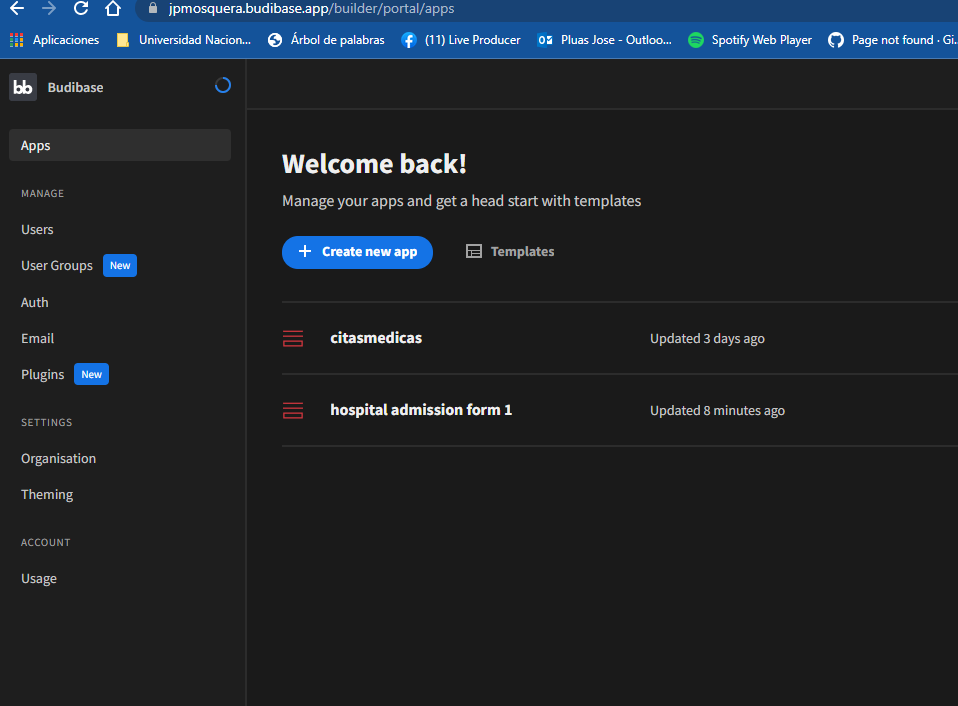 jpmosquera.budibase.app/builder/portal/apps
Aplicaciones
Universidad Nacion...
Árbol de palabras
(11) Live Producer
Pluas Jose - Outloo...
Spotify Web Player
Page not found · Gi...
bb Budibase
Apps
MANAGE
Users
User Groups New
Auth
Email
Plugins New
SETTINGS
Organisation
Theming
ACCOUNT
Usage
Welcome back!
Manage your apps and get a head start with templates
Create new app
Templates
citasmedicas Updated 3 days ago
hospital admission form 1 Updated 8 minutes ago